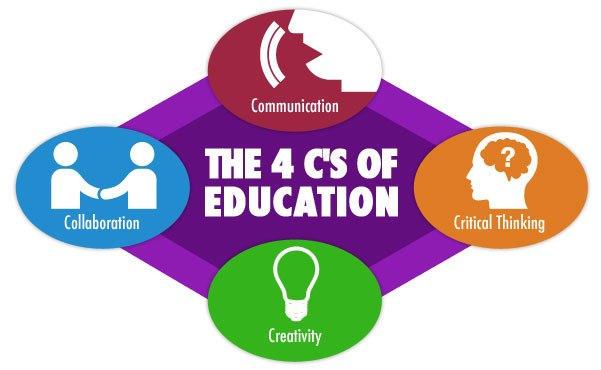 Communication
THE 4 C'S OF
EDUCATION
Collaboration
?
Critical Thinking
Creativity